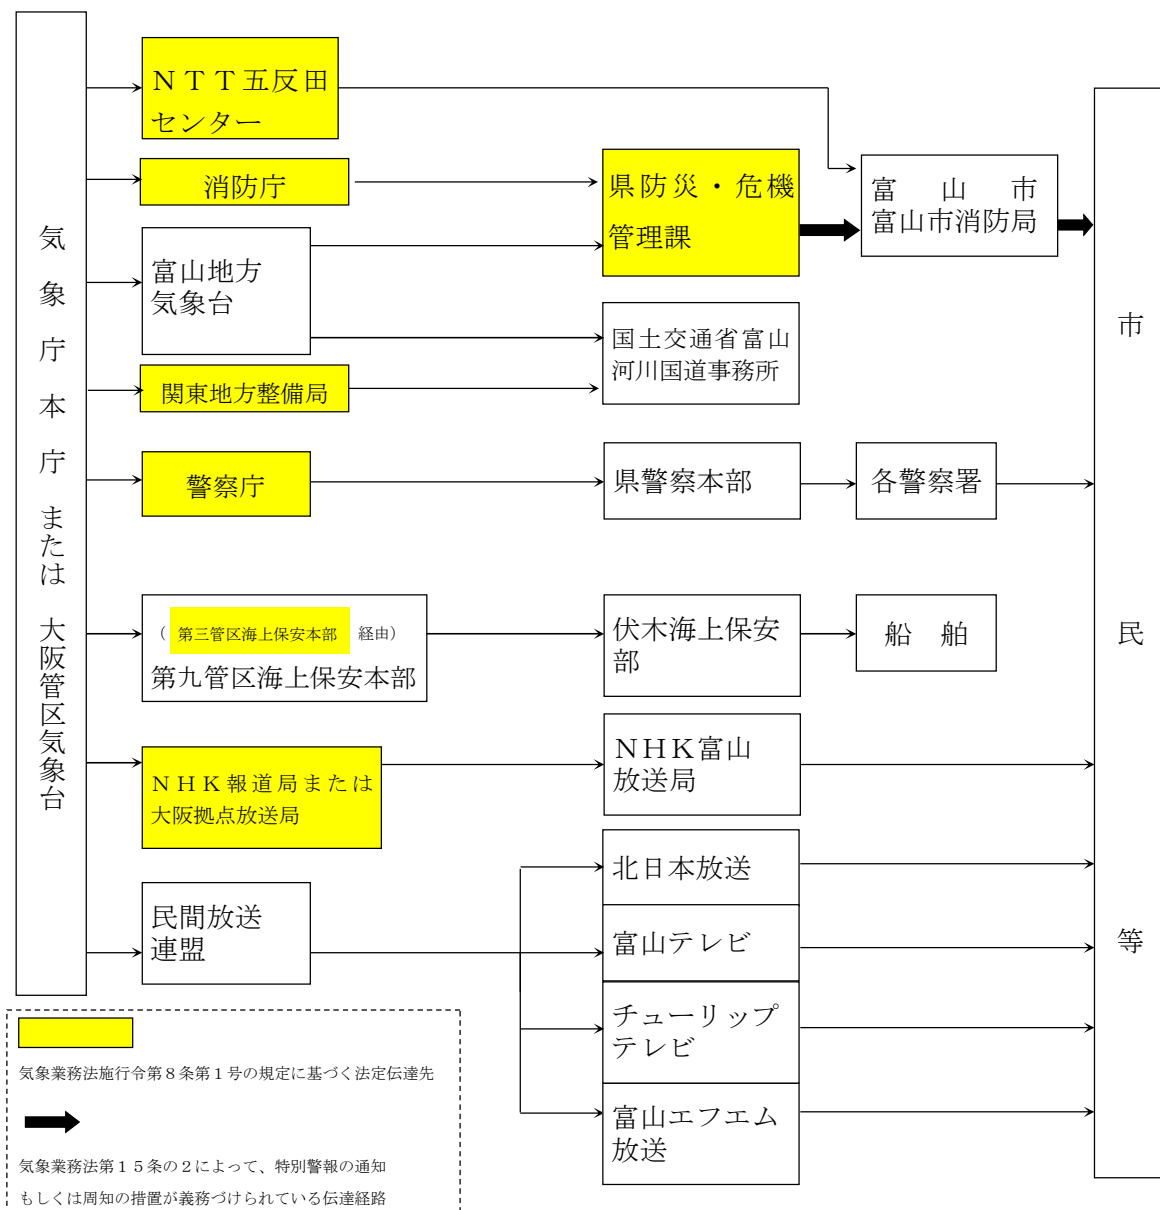 気象庁本庁または大阪管区気象台
ＮＴＴ五反田
センター
消防庁
富山地方
気象台
関東地方整備局
警察庁
（第三管区海上保安本部 経由）
第九管区海上保安本部
ＮＨＫ報道局または
大阪拠点放送局
民間放送
連盟
県防災・危機
管理課
国土交通省富山
河川国道事務所
県警察本部
伏木海上保安
部
ＮＨＫ富山
放送局
北日本放送
富山テレビ
チューリップ
テレビ
富山エフエム
放送
富山市
富山市消防局
各警察署
船舶
市民等
気象業務法施行令第８条第１号の規定に基づく法定伝達先
気象業務法第１５条の２によって、特別警報の通知
もしくは周知の措置が義務づけられている伝達経路